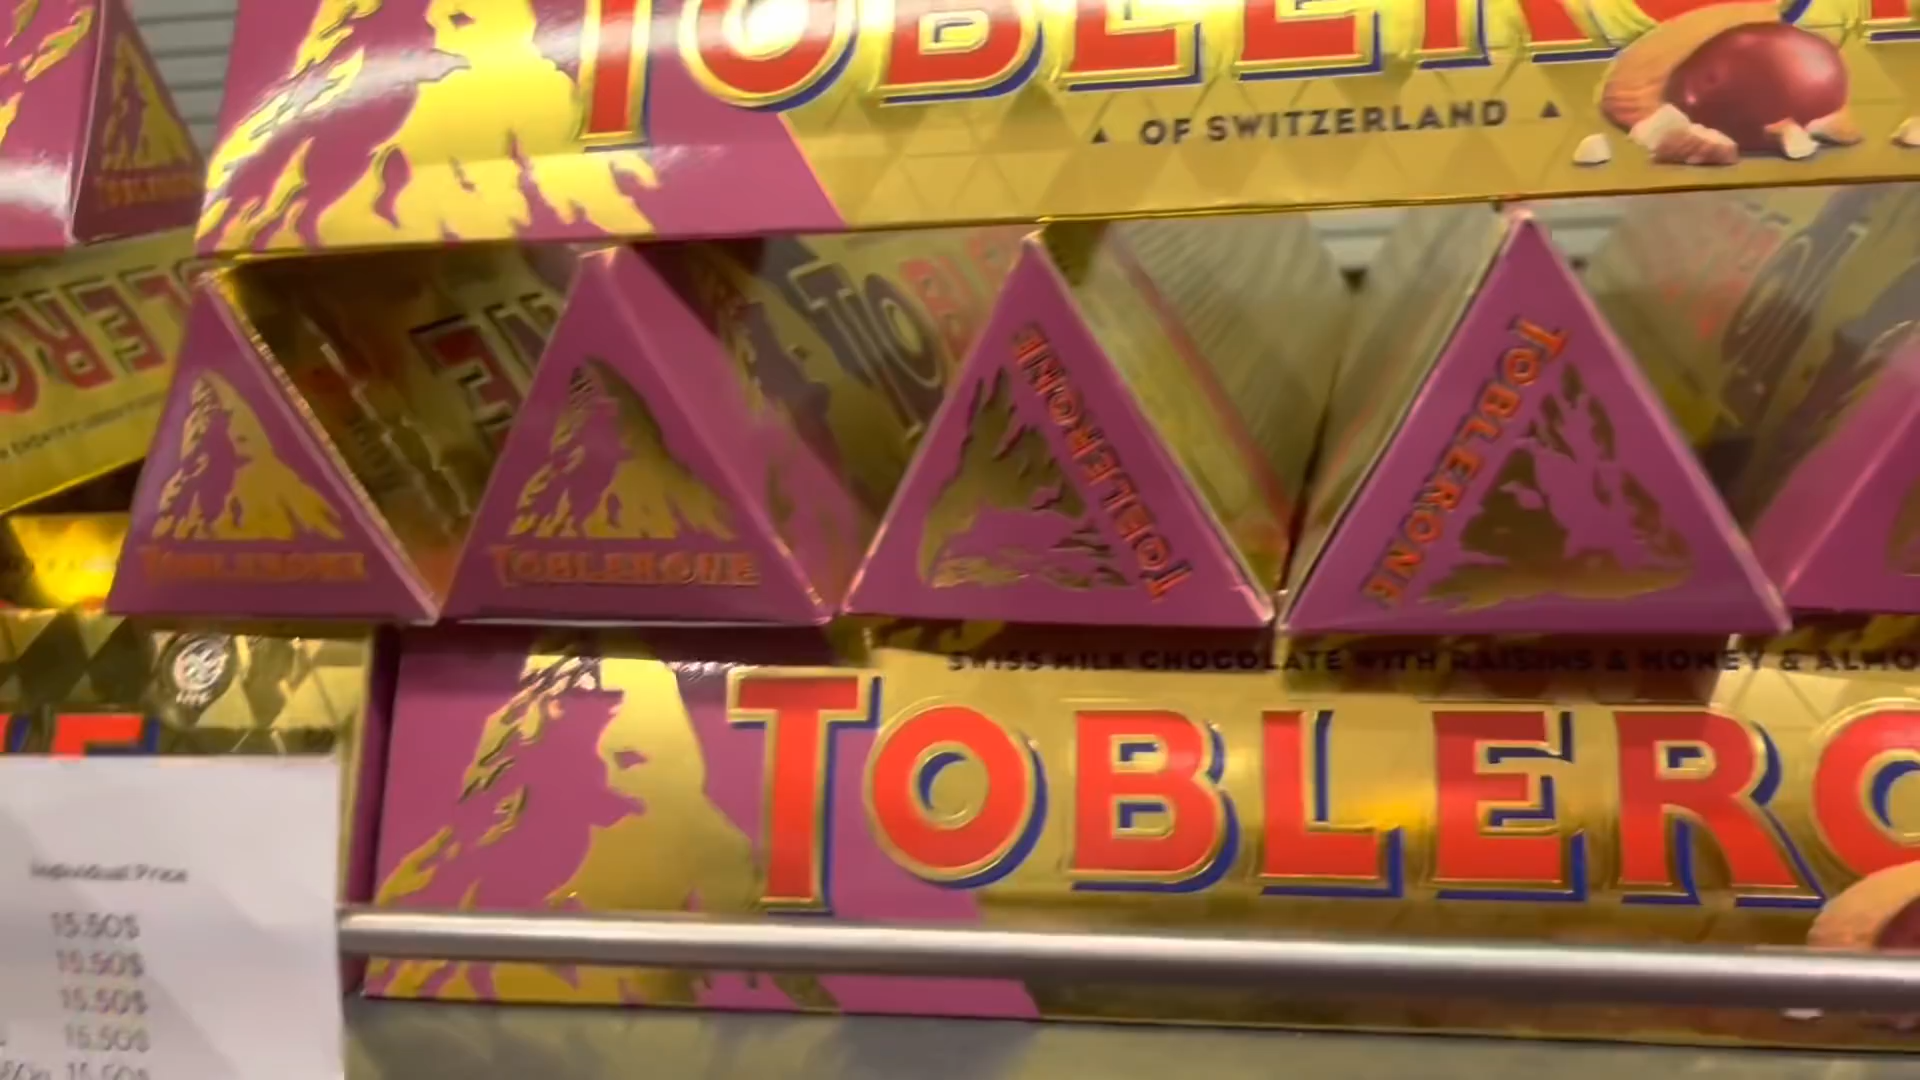 TOBLERO
▲ OF SWITZERLAND ▲
TOBLERONE
TOBLERONE
TOBLERONE
TOBLERONE
TOBLERONE
SWISS MILK CHOCOLATE WITH RAISINS & HONEY & ALMO
TOBLERO
Individual Price
15.50$
15.50$
15.50$
15.50$
15.50$